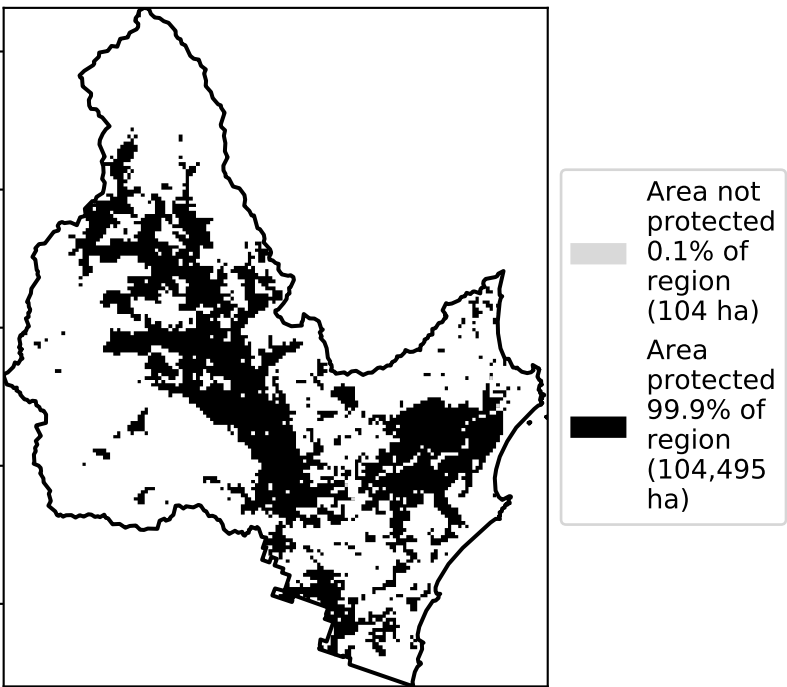 Area not
protected
0.1% of
region
(104 ha)
Area
protected
99.9% of
region
(104,495
ha)